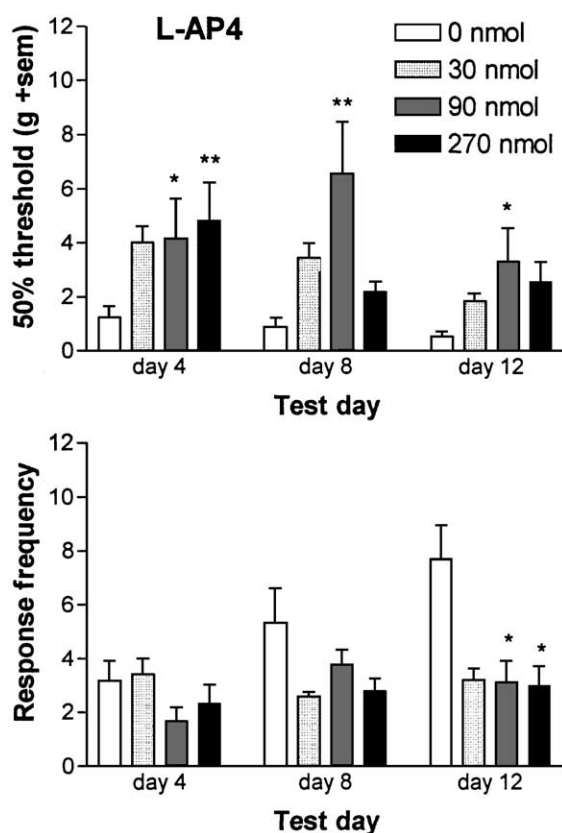 L-AP4
0 nmol
30 nmol
90 nmol
270 nmol
50% threshold (g +sem)
12
10
8
6
4
2
0
*
**
**
*
day 4
day 8
day 12
Test day
Response frequency
12
10
8
6
4
2
0
*
*
day 4
day 8
day 12
Test day